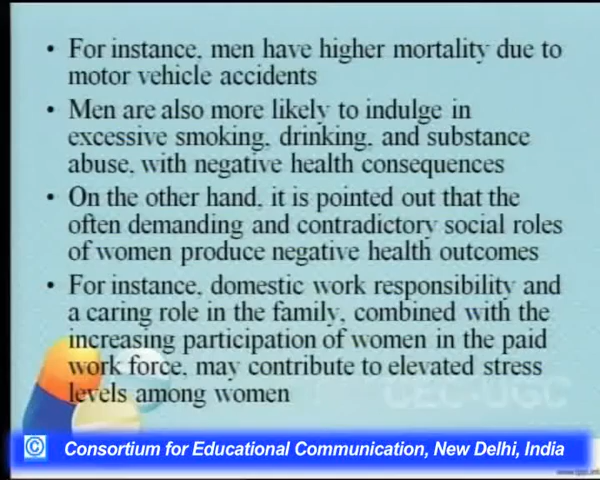 • For instance, men have higher mortality due to
motor vehicle accidents
• Men are also more likely to indulge in
excessive smoking, drinking, and substance
abuse, with negative health consequences
• On the other hand, it is pointed out that the
often demanding and contradictory social roles
of women produce negative health outcomes
• For instance, domestic work responsibility and
a caring role in the family, combined with the
increasing participation of women in the paid
work force, may contribute to elevated stress
levels among women
CEC-UGC
© Consortium for Educational Communication, New Delhi, India